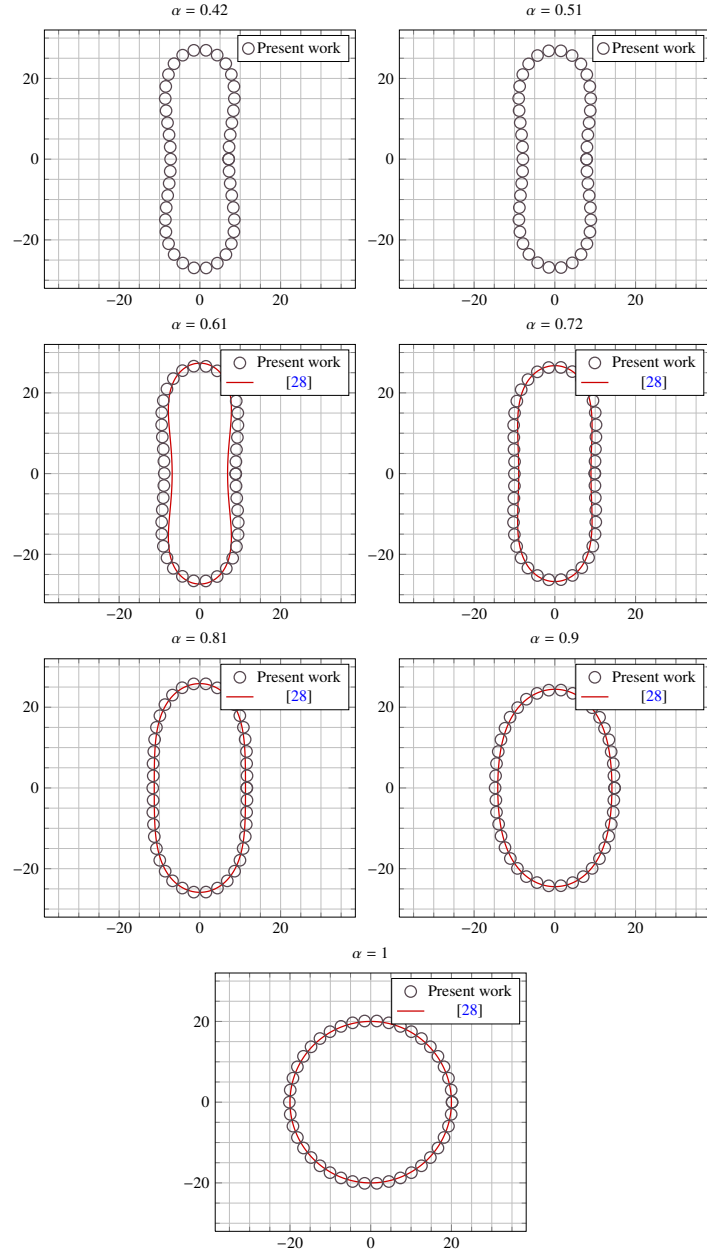 α = 0.42
Present work
20
0
−20
−20 0 20
α = 0.51
Present work
20
0
−20
−20 0 20
α = 0.61
Present work
[28]
20
0
−20
−20 0 20
α = 0.72
Present work
[28]
20
0
−20
−20 0 20
α = 0.81
Present work
[28]
20
0
−20
−20 0 20
α = 0.9
Present work
[28]
20
0
−20
−20 0 20
α = 1
Present work
[28]
20
0
−20
−20 0 20